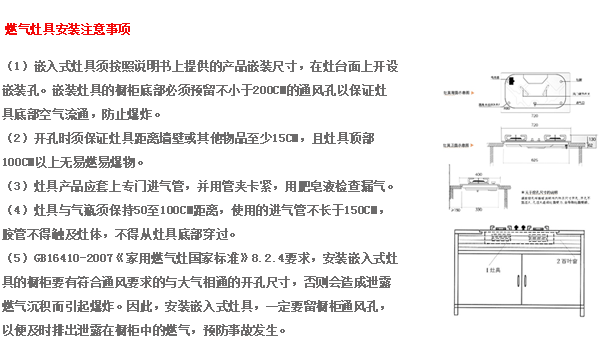 燃气灶具安装注意事项
（1）嵌入式灶具须按照说明书上提供的产品嵌装尺寸，在灶台面上开设
嵌装孔。嵌装灶具的橱柜底部必须预留不小于200CM的通风孔以保证灶
具底部空气流通，防止爆炸。
（2）开孔时须保证灶具距离墙壁或其他物品至少15CM，且灶具顶部
100CM以上无易燃易爆物。
（3）灶具产品应套上专门进气管，并用管夹卡紧，用肥皂液检查漏气。
（4）灶具与气瓶须保持50至100CM距离，使用的进气管不长于150CM，
胶管不得触及灶体，不得从灶具底部穿过。
（5）GB16410-2007《家用燃气灶国家标准》8.2.4要求，安装嵌入式灶
具的橱柜要有符合通风要求的与大气相通的开孔尺寸，否则会造成泄露
燃气沉积而引起爆炸。因此，安装嵌入式灶具，一定要留橱柜通风孔，
以便及时排出泄露在橱柜中的燃气，预防事故发生。
720
720
625
1灶具
2百叶窗